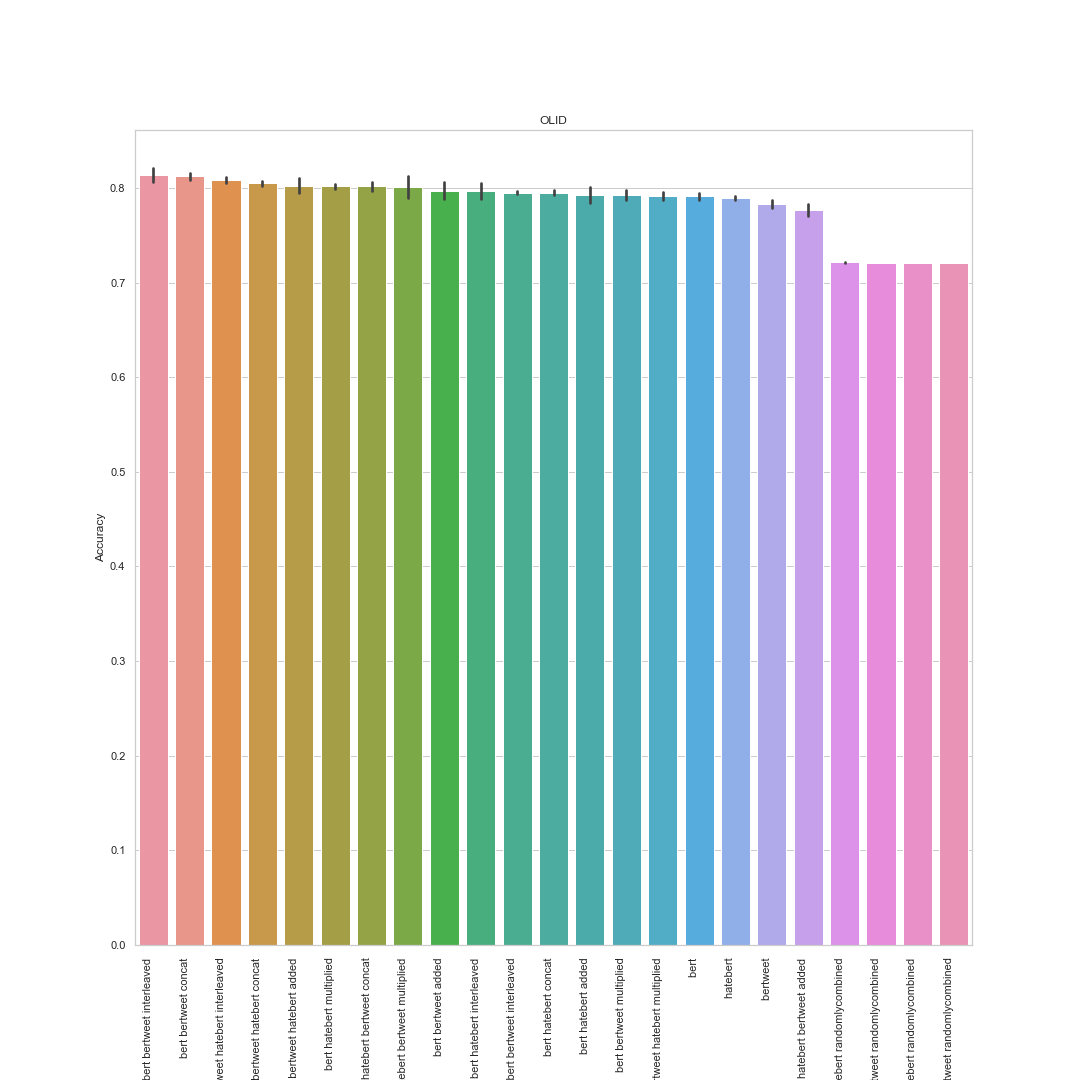 OLID
0.8
0.7
0.6
0.5
0.4
0.3
0.2
0.1
0.0
Accuracy
bert bertweet interleaved
bert bertweet concat
weet hatebert interleaved
bertweet hatebert concat
bertweet hatebert added
bert hatebert multiplied
hatebert bertweet concat
ebert bertweet multiplied
bert bertweet added
bert hatebert interleaved
bert bertweet interleaved
bert hatebert concat
bert hatebert added
bert bertweet multiplied
rtweet hatebert multiplied
bert
hatebert
bertweet
hatebert bertweet added
ebert randomlycombined
tweet randomlycombined
ebert randomlycombined
tweet randomlycombined